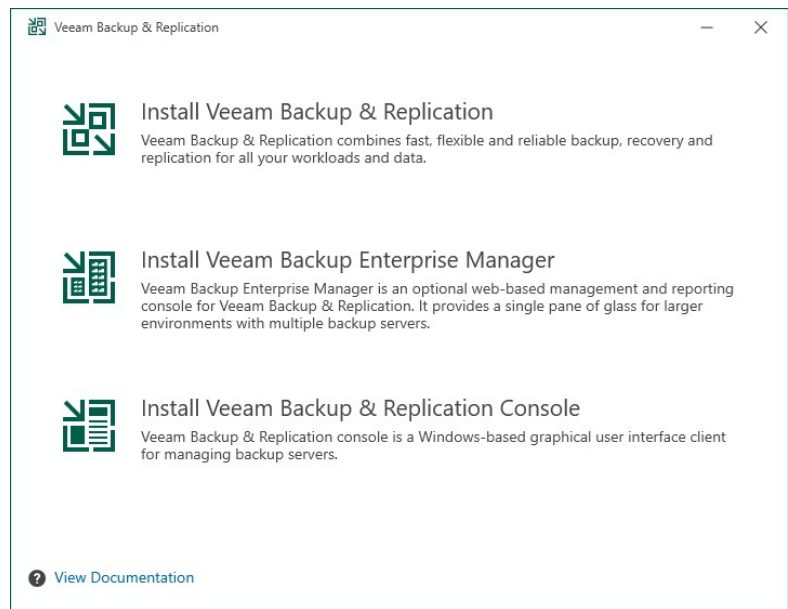 Veeam Backup & Replication
Install Veeam Backup & Replication
Veeam Backup & Replication combines fast, flexible and reliable backup, recovery and
replication for all your workloads and data.
Install Veeam Backup Enterprise Manager
Veeam Backup Enterprise Manager is an optional web-based management and reporting
console for Veeam Backup & Replication. It provides a single pane of glass for larger
environments with multiple backup servers.
Install Veeam Backup & Replication Console
Veeam Backup & Replication console is a Windows-based graphical user interface client
for managing backup servers.
? View Documentation